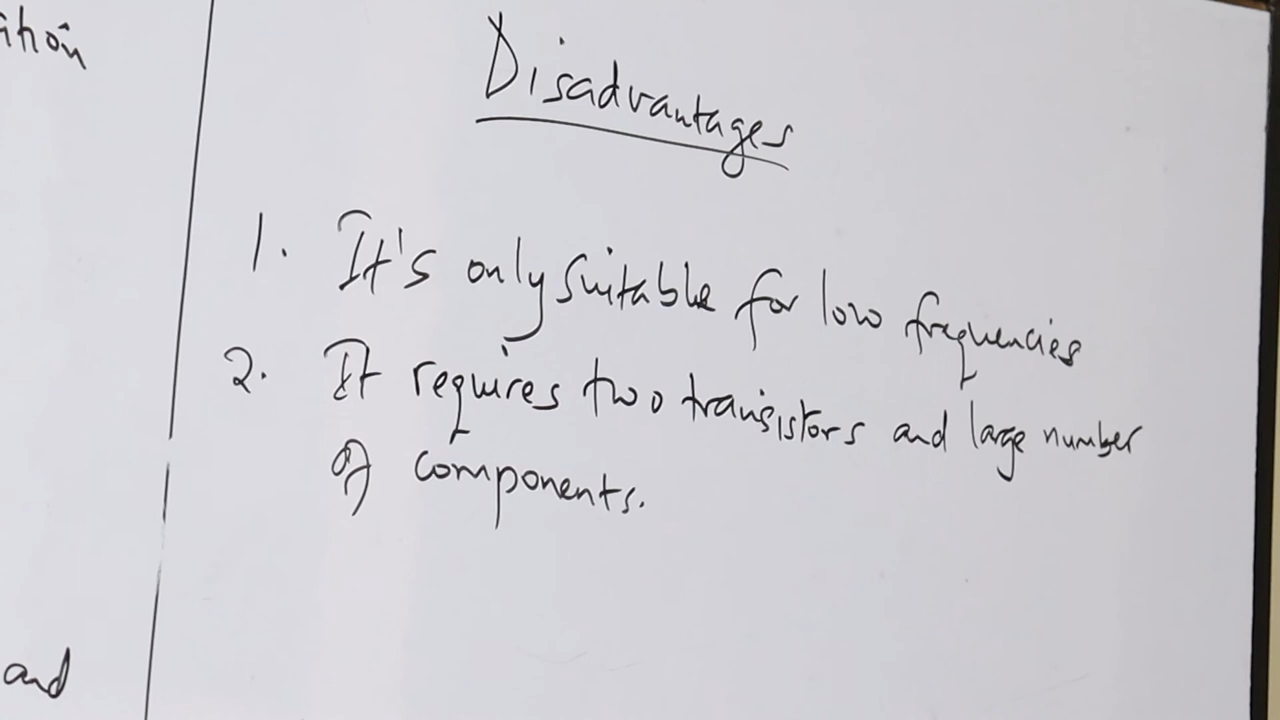 Disadvantages
1. It's only suitable for low frequencies
2. It requires two transistors and large number
of components.
and